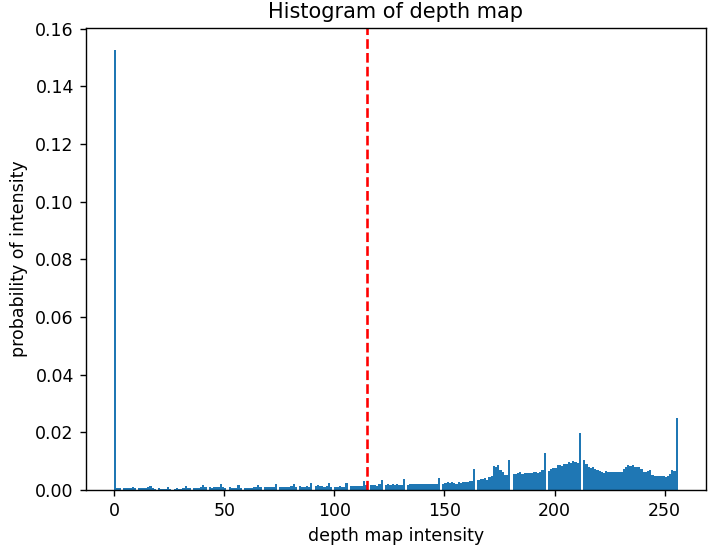 Histogram of depth map
0.16
0.14
0.12
0.10
0.08
0.06
0.04
0.02
0.00
probability of intensity
0 50 100 150 200 250
depth map intensity